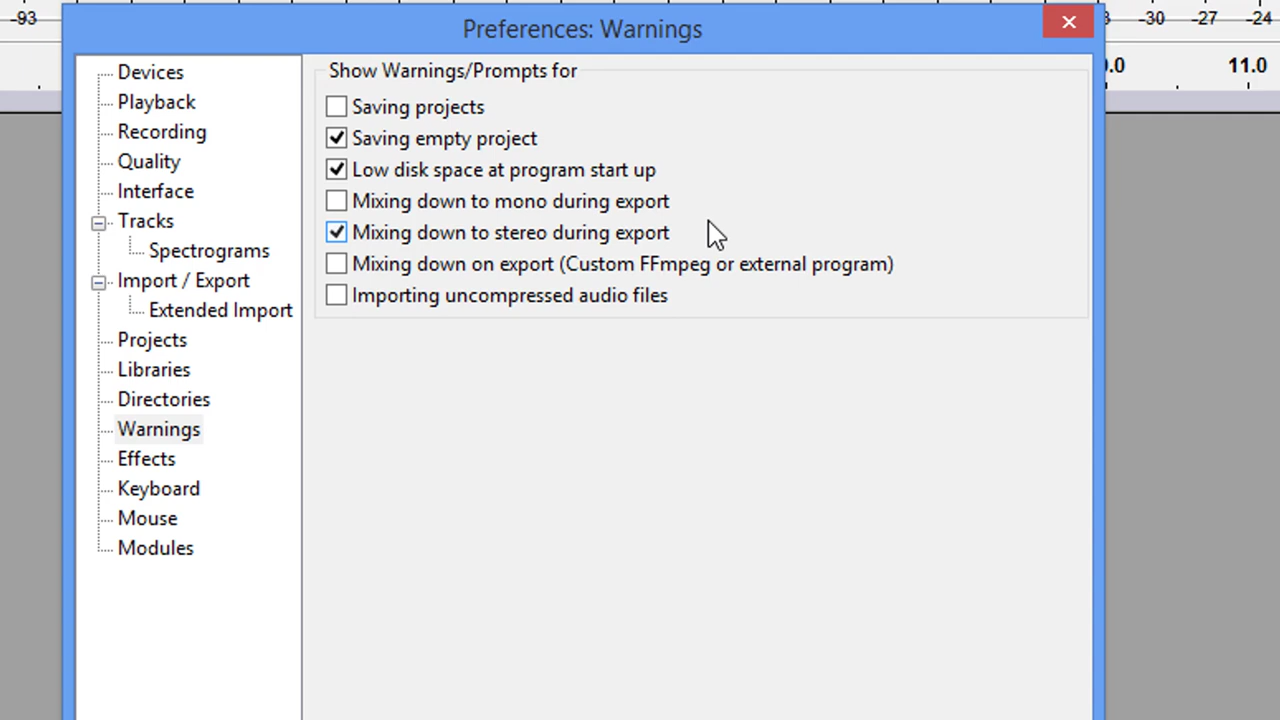 -93
-30 -27 -24
Preferences: Warnings
11.0
Devices
Playback
Recording
Quality
Interface
Tracks
Spectrograms
Import / Export
Extended Import
Projects
Libraries
Directories
Warnings
Effects
Keyboard
Mouse
Modules
Show Warnings/Prompts for
Saving projects
Saving empty project
Low disk space at program start up
Mixing down to mono during export
Mixing down to stereo during export
Mixing down on export (Custom FFmpeg or external program)
Importing uncompressed audio files